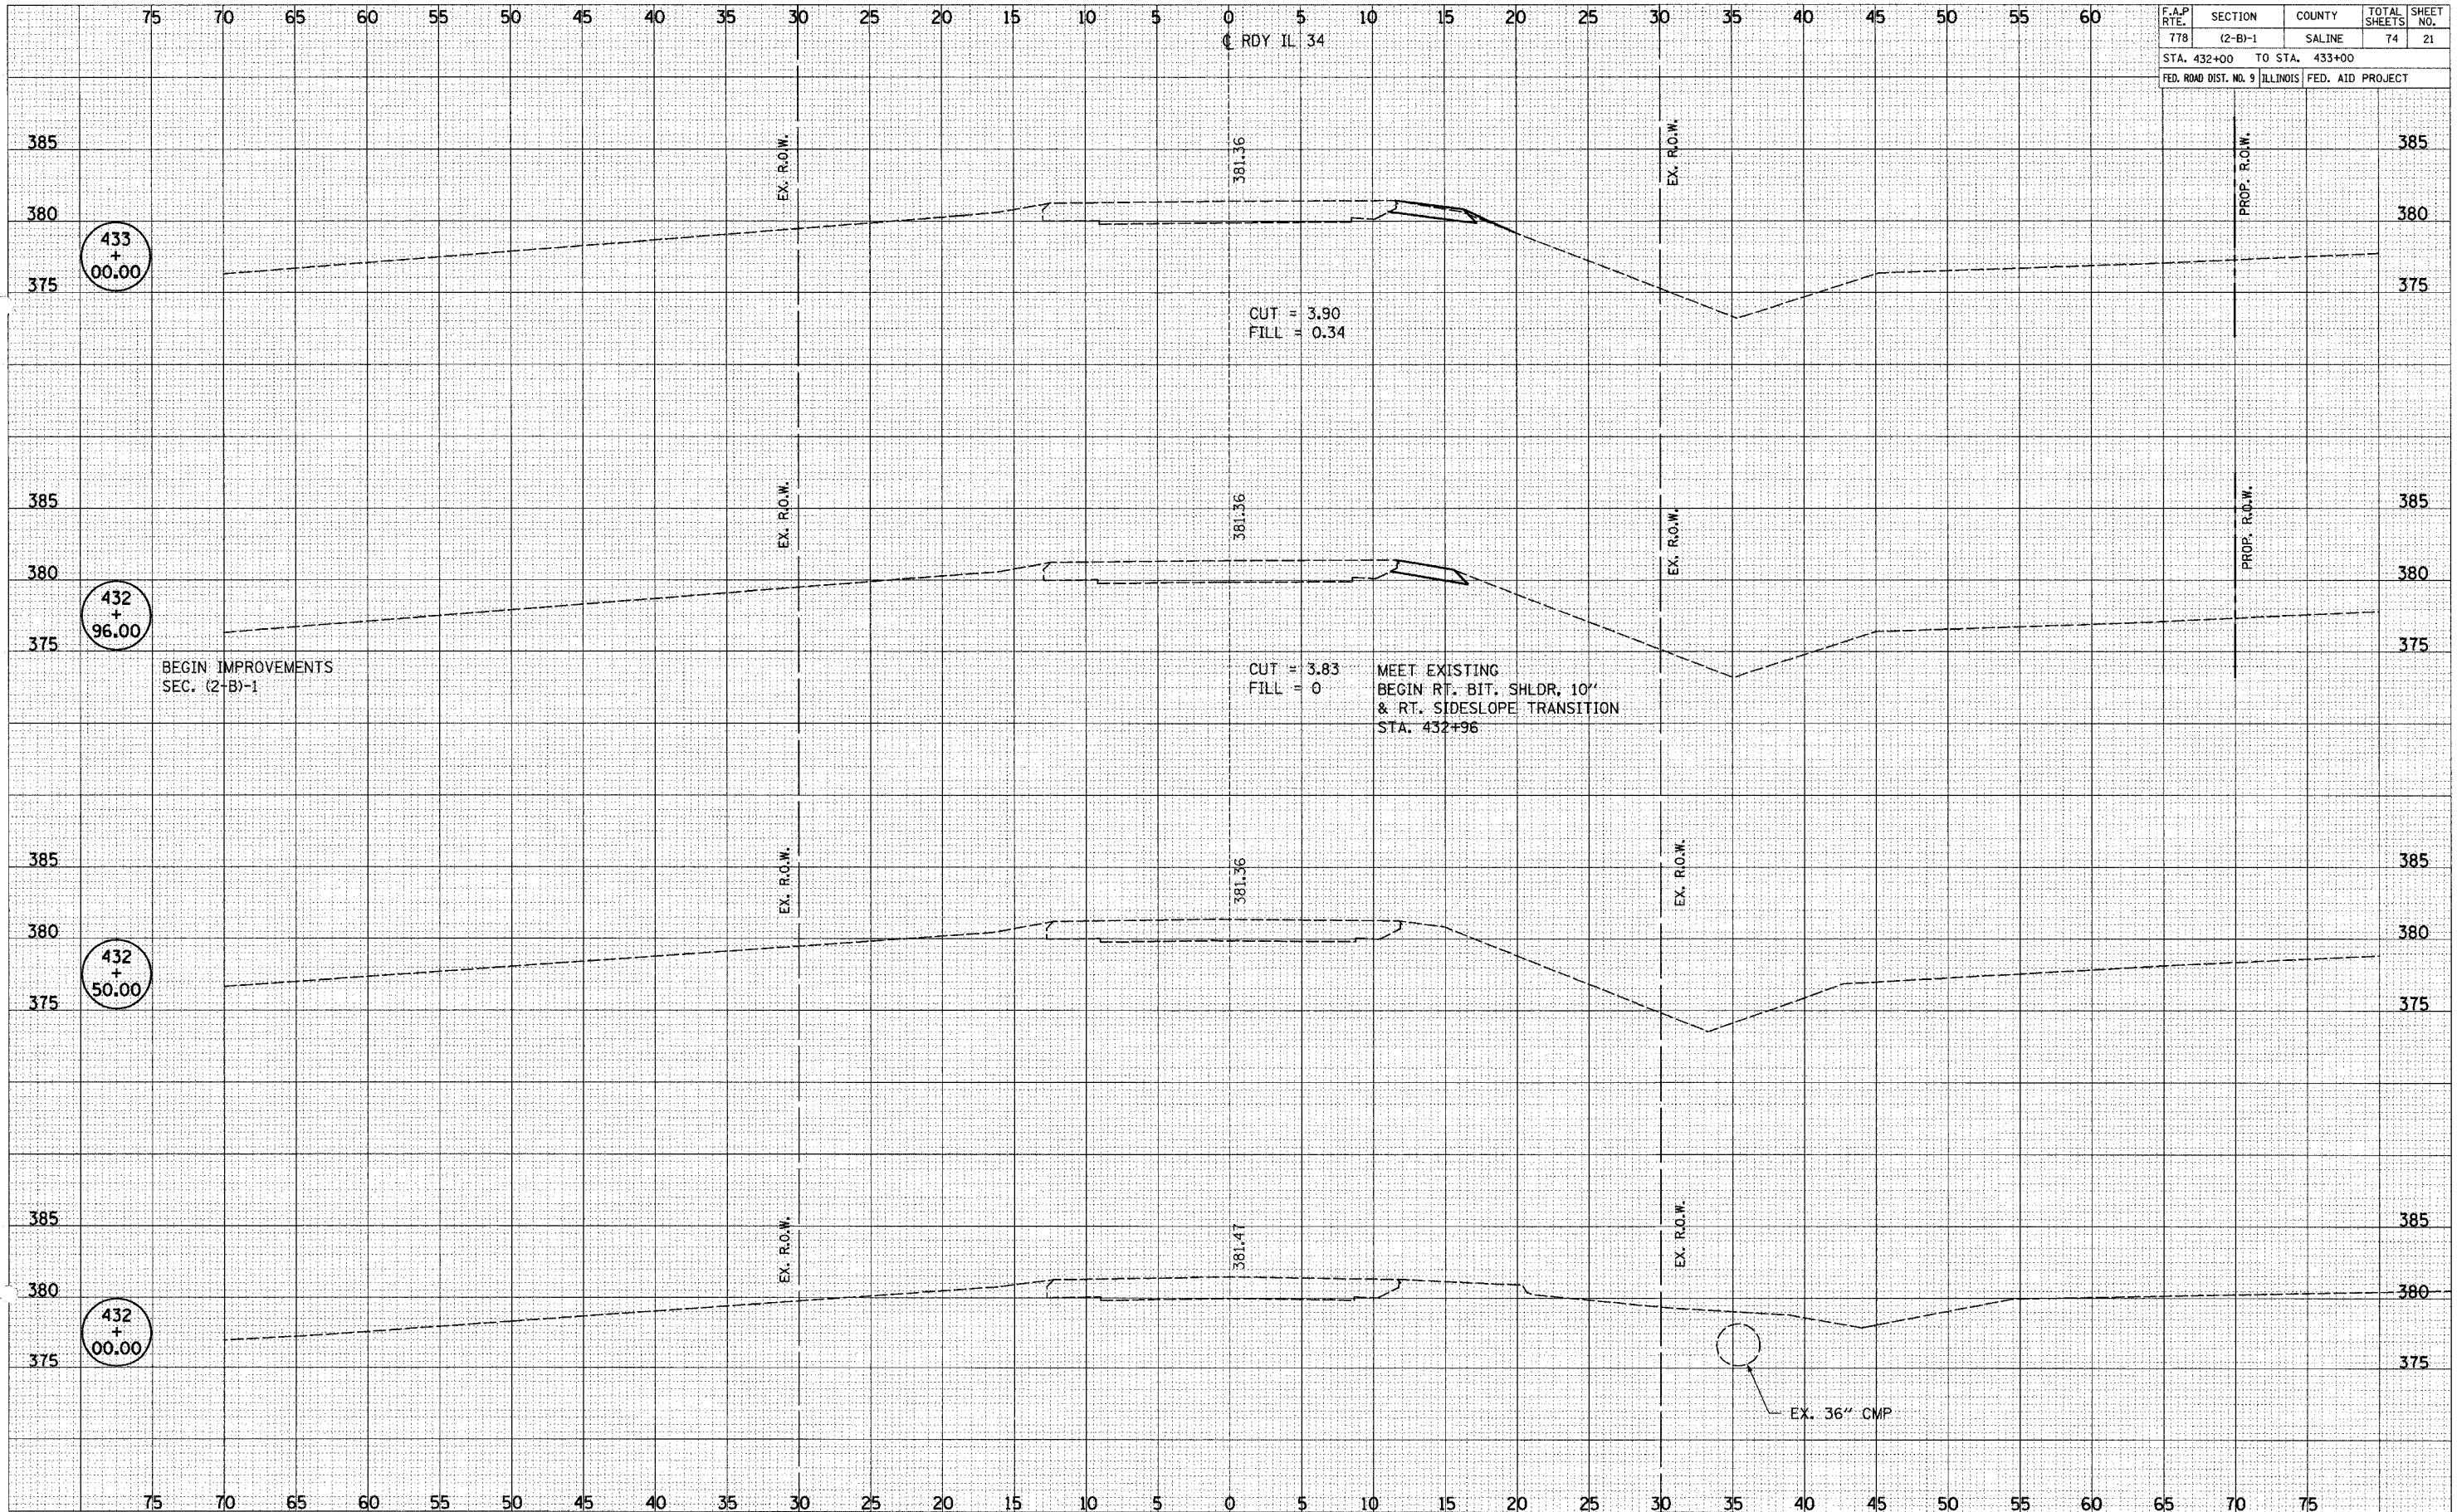 75 70 65 60 55 50 45 40 35 30 25 20 15 10 5 0 5 10 15 20 25 30 35 40 45 50 55 60
F.A.P RTE. SECTION COUNTY TOTAL SHEETS SHEET NO.
778 (2-B)-1 SALINE 74 21
STA. 432+00 TO STA. 433+00
FED. ROAD DIST. NO. 9 ILLINOIS FED. AID PROJECT
℄ RDY IL 34
EX. R.O.W.
381.36
EX. R.O.W.
PROP. R.O.W.
385 385
380 380
433
+
00.00
375 375
CUT = 3.90
FILL = 0.34
EX. R.O.W.
381.36
EX. R.O.W.
PROP. R.O.W.
385 385
380 380
432
+
96.00
375 375
BEGIN IMPROVEMENTS
SEC. (2-B)-1
CUT = 3.83
FILL = 0
MEET EXISTING
BEGIN RT. BIT. SHLDR, 10"
& RT. SIDESLOPE TRANSITION
STA. 432+96
EX. R.O.W.
381.36
EX. R.O.W.
385 385
380 380
432
+
50.00
375 375
EX. R.O.W.
381.47
EX. R.O.W.
385 385
380 380
432
+
00.00
375 375
EX. 36" CMP
75 70 65 60 55 50 45 40 35 30 25 20 15 10 5 0 5 10 15 20 25 30 35 40 45 50 55 60 65 70 75